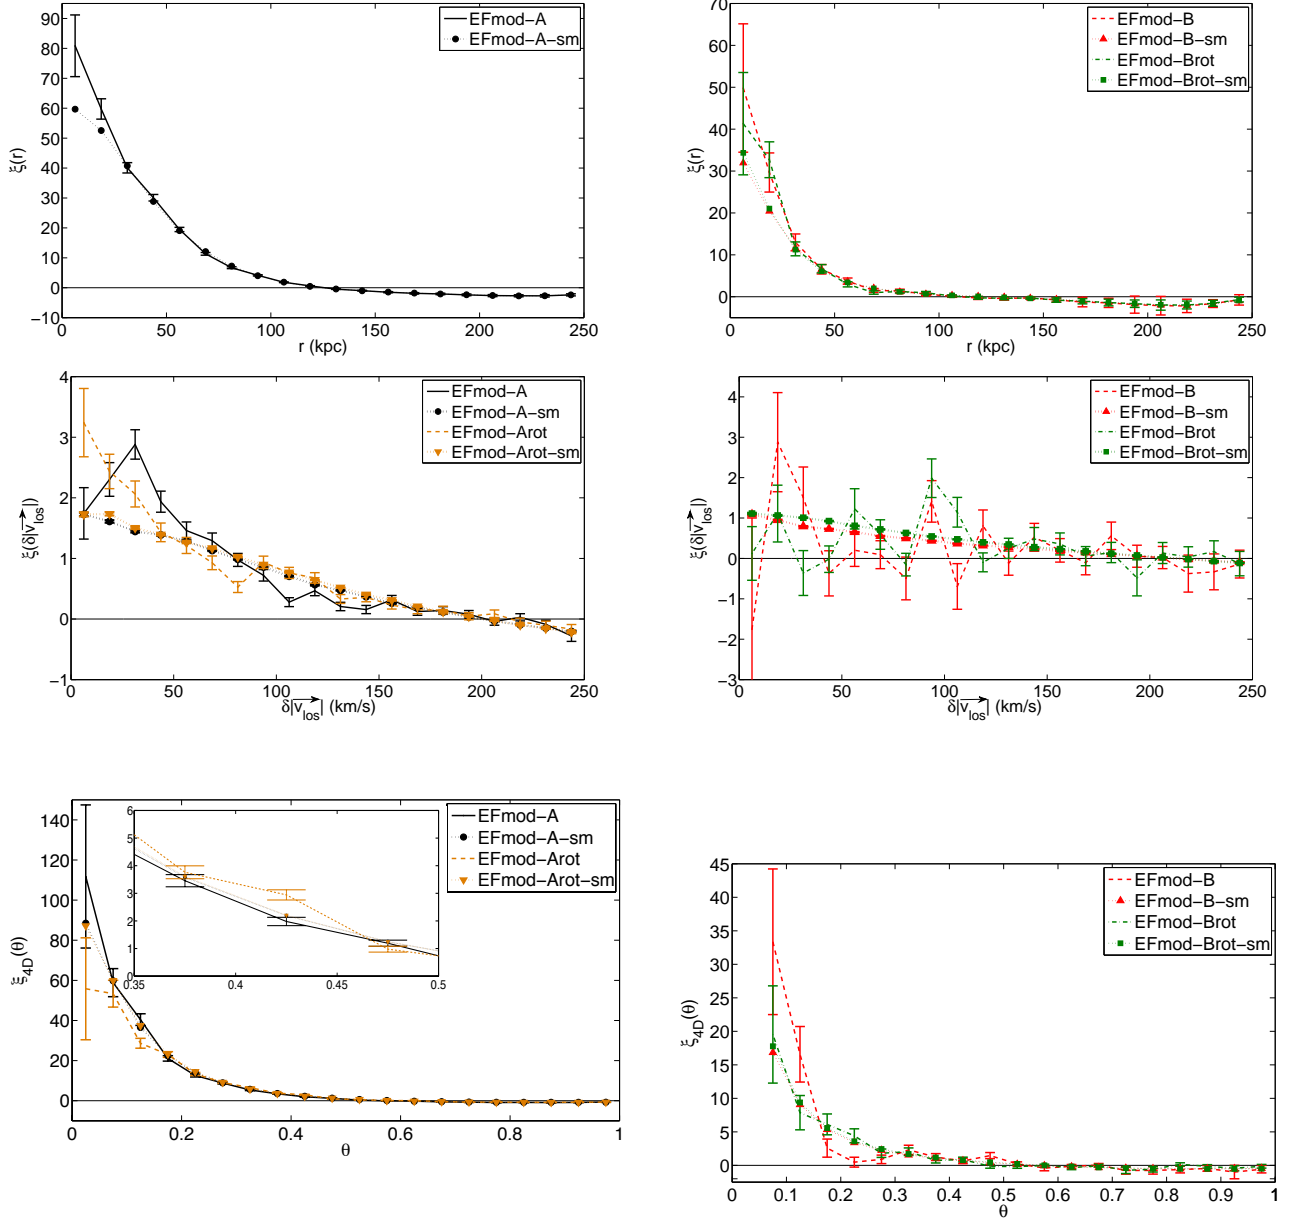 90
80
70
60
50
40
30
20
10
0
−10
ξ(r)
0 50 100 150 200 250
r (kpc)
EFmod−A
EFmod−A−sm
70
60
50
40
30
20
10
0
ξ(r)
0 50 100 150 200 250
r (kpc)
EFmod−B
EFmod−B−sm
EFmod−Brot
EFmod−Brot−sm
4
3
2
1
0
−1
ξ(δ|v_los|)
0 50 100 150 200 250
δ|v_los| (km/s)
EFmod−A
EFmod−A−sm
EFmod−Arot
EFmod−Arot−sm
4
3
2
1
0
−1
−2
−3
ξ(δ|v_los|)
0 50 100 150 200 250
δ|v_los| (km/s)
EFmod−B
EFmod−B−sm
EFmod−Brot
EFmod−Brot−sm
140
120
100
80
60
40
20
0
ξ4D(θ)
0 0.2 0.4 0.6 0.8 1
θ
6
5
4
3
2
1
0
0.35 0.4 0.45 0.5
EFmod−A
EFmod−A−sm
EFmod−Arot
EFmod−Arot−sm
45
40
35
30
25
20
15
10
5
0
ξ4D(θ)
0 0.1 0.2 0.3 0.4 0.5 0.6 0.7 0.8 0.9 1
θ
EFmod−B
EFmod−B−sm
EFmod−Brot
EFmod−Brot−sm